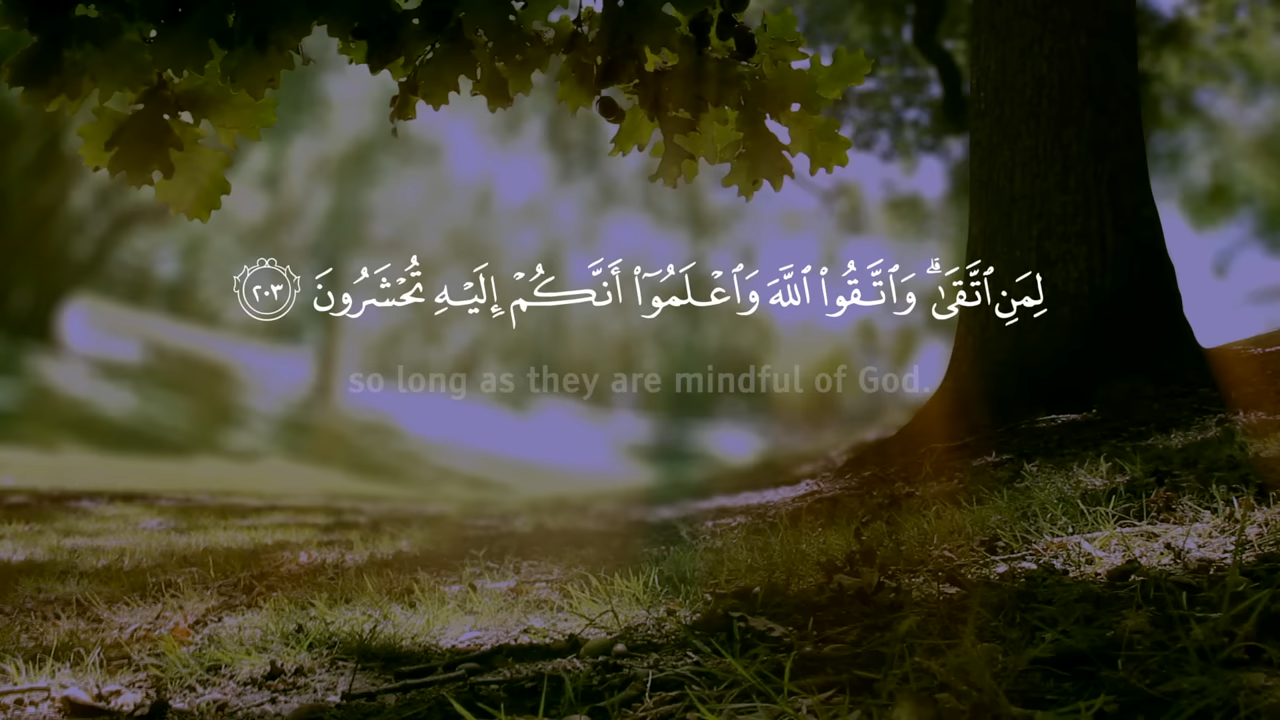 لِمَنِ ٱتَّقَىٰۗ وَٱتَّقُوا۟ ٱللَّهَ وَٱعْلَمُوٓا۟ أَنَّكُمْ إِلَيْهِ تُحْشَرُونَ ٢٠٣
so long as they are mindful of God.